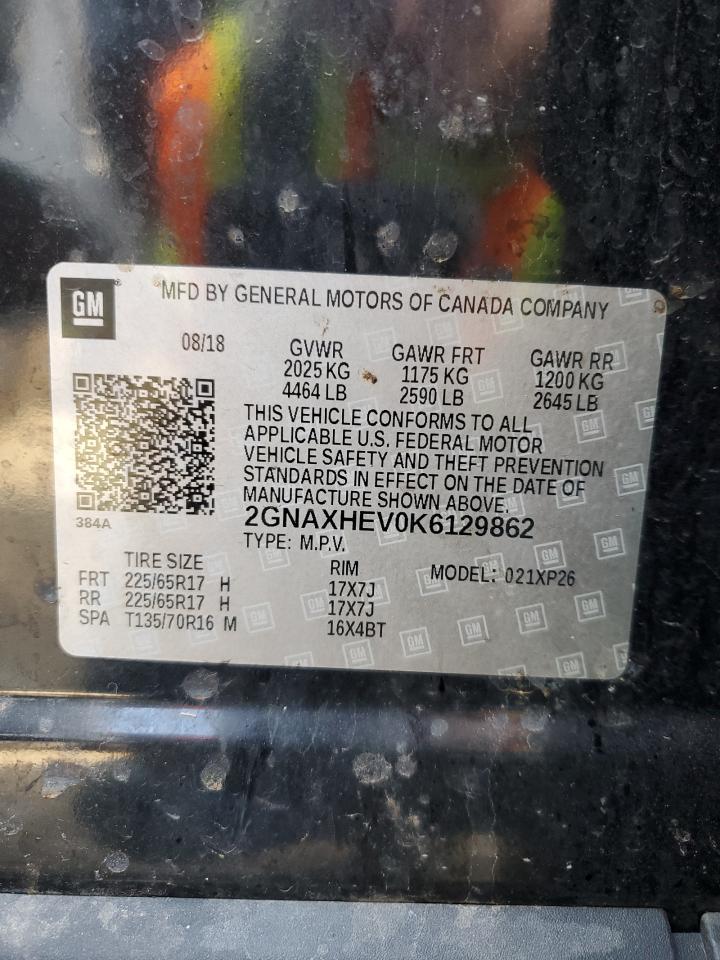 GM
MFD BY GENERAL MOTORS OF CANADA COMPANY
08/18
GVWR GAWR FRT GAWR RR
2025 KG 1175 KG 1200 KG
4464 LB 2590 LB 2645 LB
THIS VEHICLE CONFORMS TO ALL
APPLICABLE U.S. FEDERAL MOTOR
VEHICLE SAFETY AND THEFT PREVENTION
STANDARDS IN EFFECT ON THE DATE OF
MANUFACTURE SHOWN ABOVE.
384A
2GNAXHEV0K6129862
TYPE: M.P.V.
TIRE SIZE RIM MODEL: 021XP26
FRT 225/65R17 H 17X7J
RR 225/65R17 H 17X7J
SPA T135/70R16 M 16X4BT